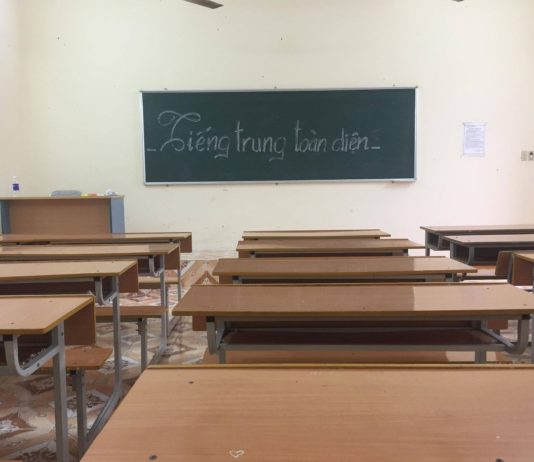 _ Tiếng trung toàn diện _